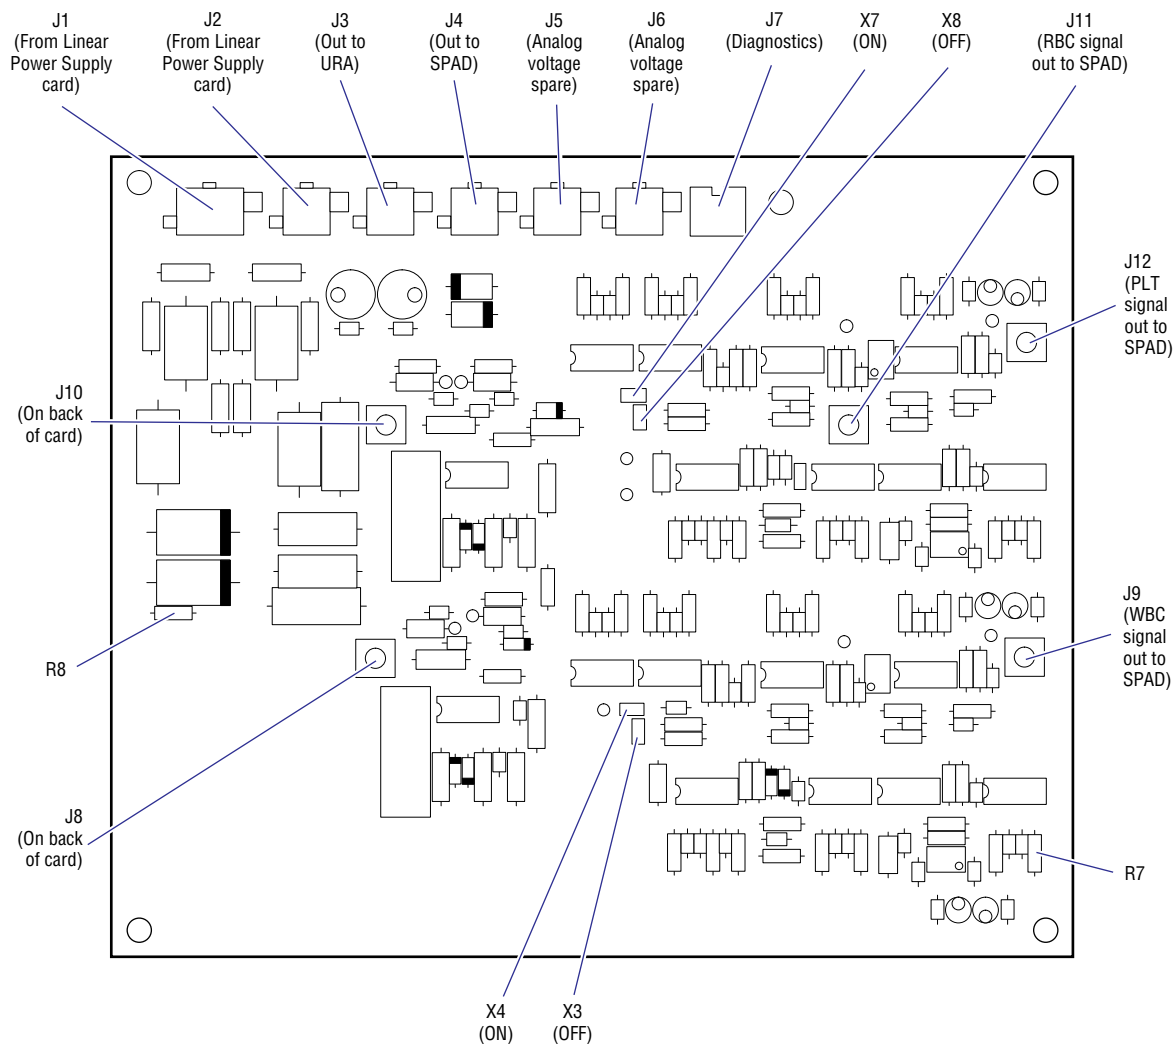 J1
(From Linear
Power Supply
card)
J2
(From Linear
Power Supply
card)
J3
(Out to
URA)
J4
(Out to
SPAD)
J5
(Analog
voltage
spare)
J6
(Analog
voltage
spare)
J7
(Diagnostics)
X7
(ON)
X8
(OFF)
J11
(RBC signal
out to SPAD)
J12
(PLT
signal
out to
SPAD)
J10
(On back
of card)
J9
(WBC
signal
out to
SPAD)
R8
J8
(On back
of card)
R7
X4
(ON)
X3
(OFF)